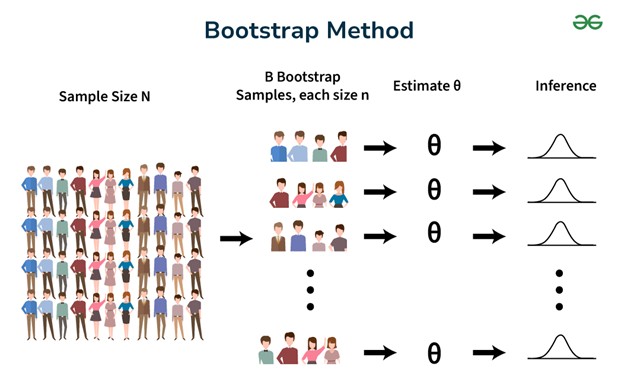 Bootstrap Method
Sample Size N
B Bootstrap
Samples, each size n
Estimate θ
Inference
θ
θ
θ
θ